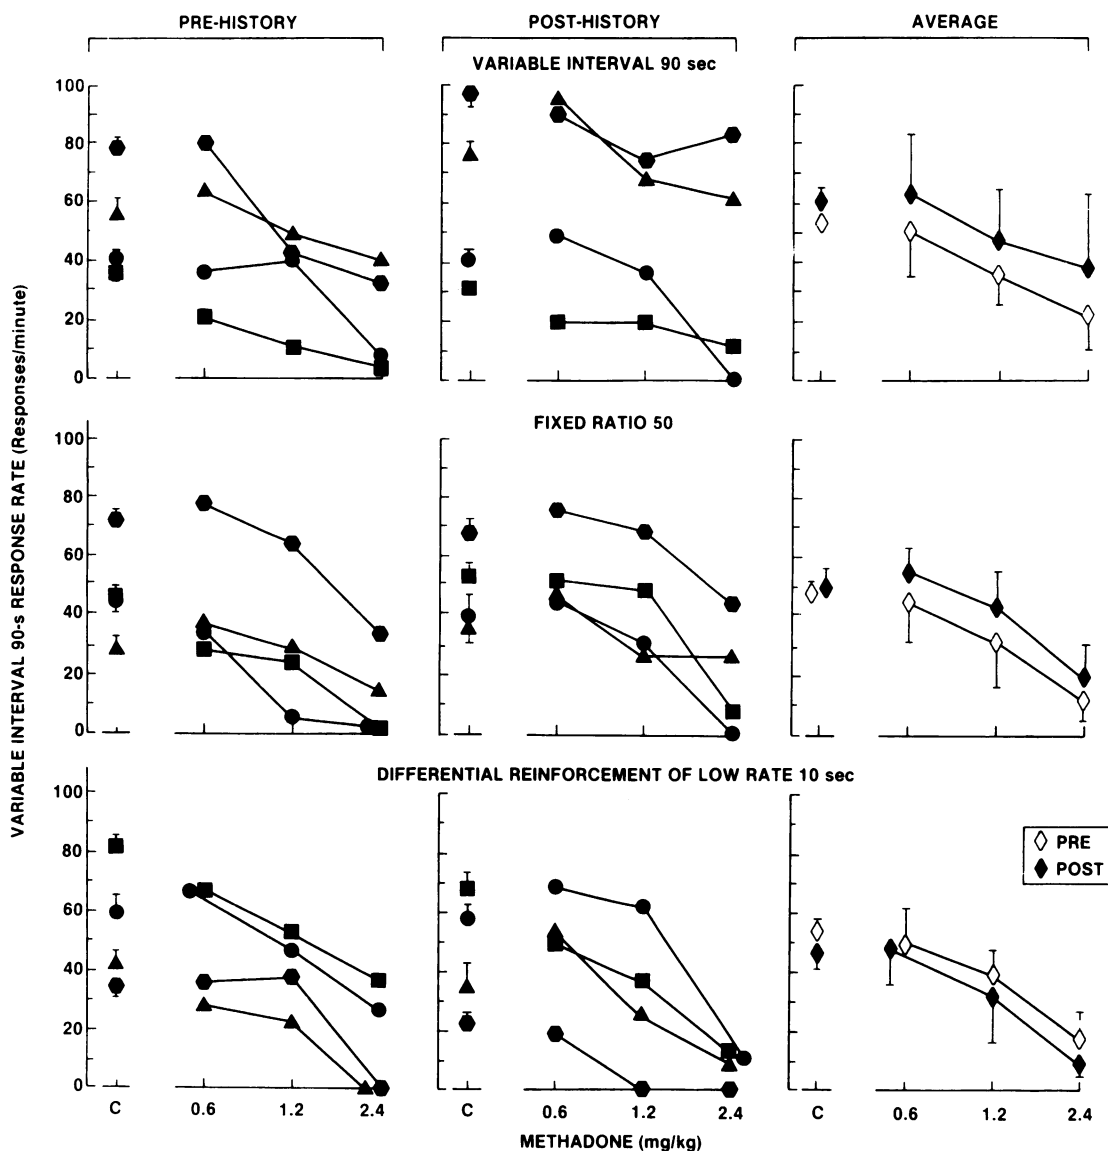 PRE-HISTORY
POST-HISTORY
AVERAGE
VARIABLE INTERVAL 90 sec
100
80
60
40
20
0
FIXED RATIO 50
100
80
60
40
20
0
DIFFERENTIAL REINFORCEMENT OF LOW RATE 10 sec
100
80
60
40
20
0
PRE
POST
C 0.6 1.2 2.4
C 0.6 1.2 2.4
C 0.6 1.2 2.4
METHADONE (mg/kg)
VARIABLE INTERVAL 90-s RESPONSE RATE (Responses/minute)